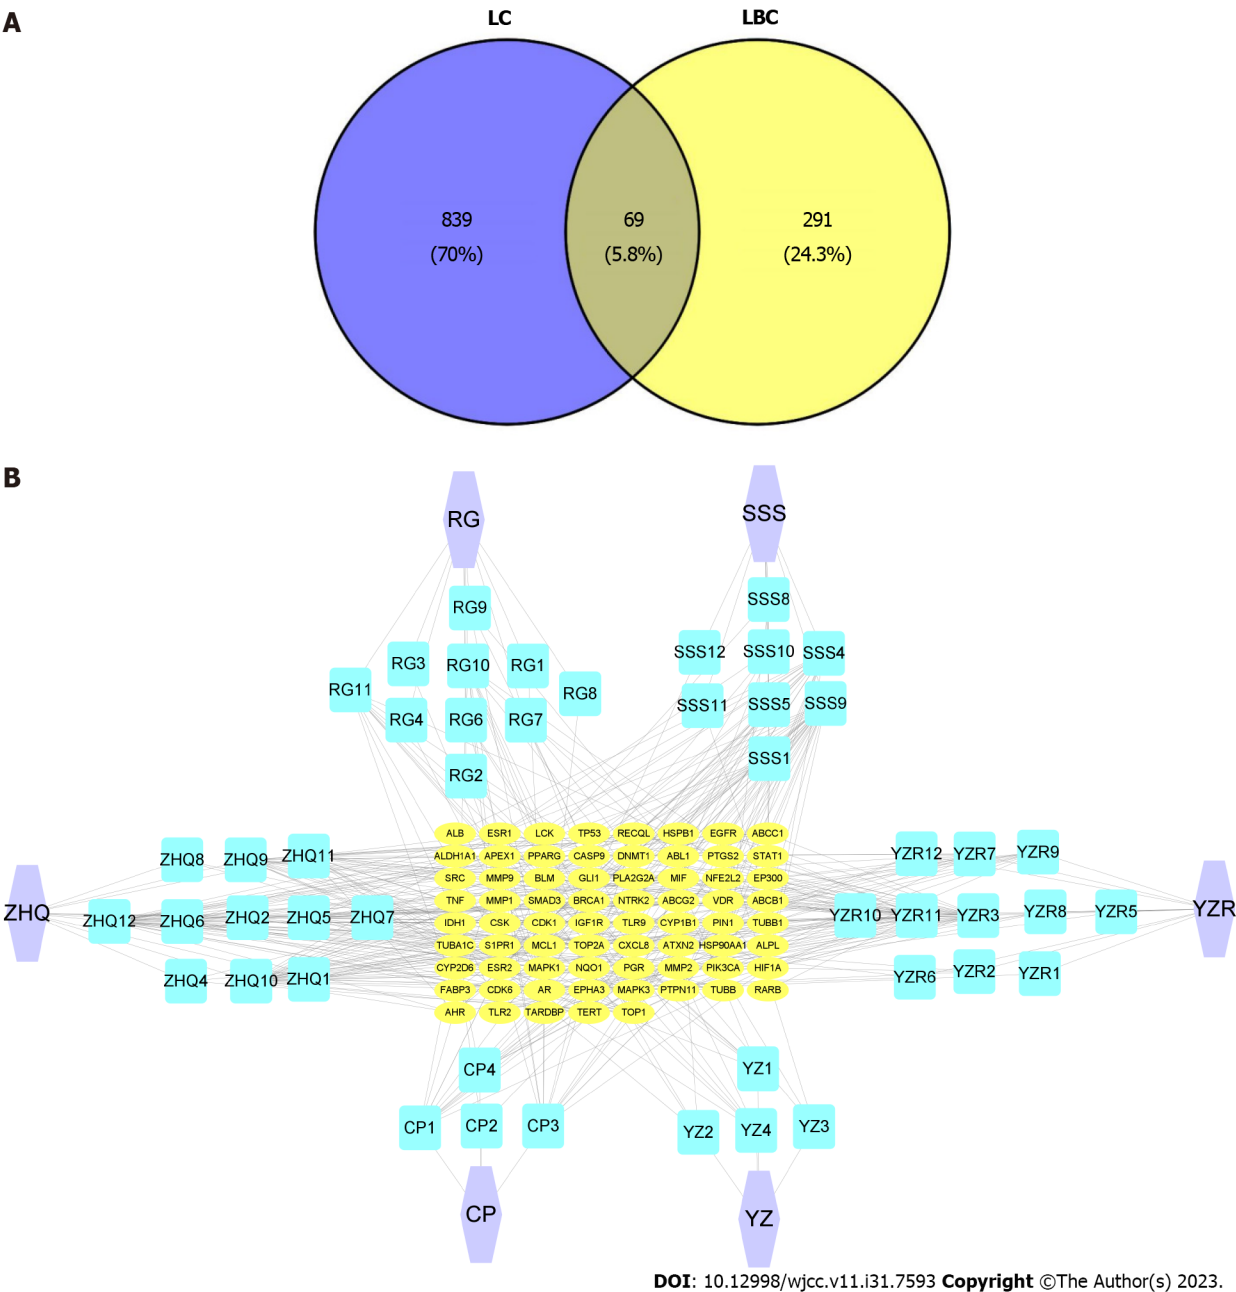 A
LC LBC
839 69 291
(70%) (5.8%) (24.3%)
B
RG SSS
RG9 SSS8
RG3 RG10 RG1 SSS12 SSS10 SSS4
RG11 RG8
RG4 RG6 RG7 SSS11 SSS5 SSS9
RG2 SSS1
ALB ESR1 LCK TP53 RECQL HSPB1 EGFR ABCC1
ZHQ8 ZHQ9 ZHQ11 ALDH1A1 APEX1 PPARG CASP9 DNMT1 ABL1 PTGS2 STAT1 YZR12 YZR7 YZR9
SRC MMP9 BLM GLI1 PLA2G2A MIF NFE2L2 EP300
TNF MMP1 SMAD3 BRCA1 NTRK2 ABCG2 VDR ABCB1
ZHQ ZHQ12 ZHQ6 ZHQ2 ZHQ5 ZHQ7 IDH1 CSK CDK1 IGF1R TLR9 CYP1B1 PIN1 TUBB1 YZR10 YZR11 YZR3 YZR8 YZR5 YZR
TUBA1C S1PR1 MCL1 TOP2A CXCL8 ATXN2 HSP90AA1 ALPL
ZHQ4 ZHQ10 ZHQ1 CYP2D6 ESR2 MAPK1 NQO1 PGR MMP2 PIK3CA HIF1A YZR6 YZR2 YZR1
FABP3 CDK6 AR EPHA3 MAPK3 PTPN11 TUBB RARB
AHR TLR2 TARDBP TERT TOP1
CP4 YZ1
CP1 CP2 CP3 YZ2 YZ4 YZ3
CP YZ
DOI: 10.12998/wjcc.v11.i31.7593 Copyright ©The Author(s) 2023.